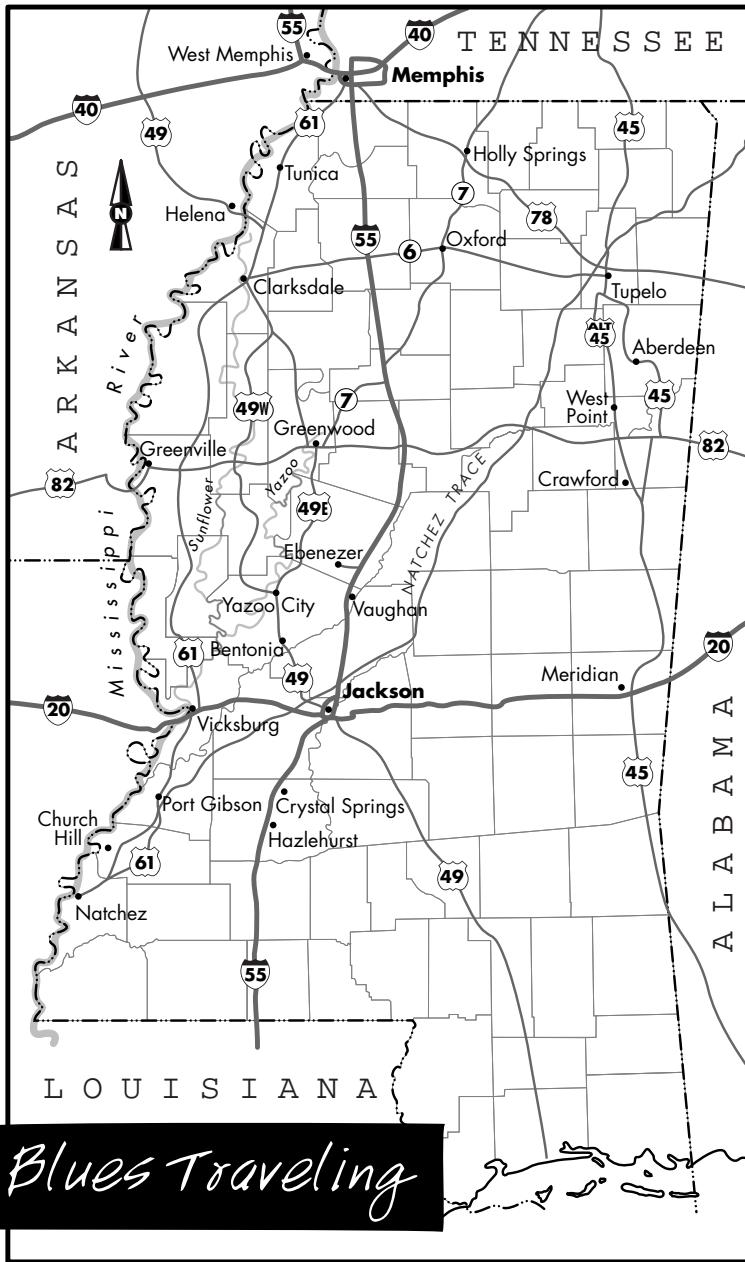 55
40
TENNESSEE
West Memphis
Memphis
40
61
49
45
Holly Springs
Tunica
ARKANSAS
N
7
Helena
78
55
6
Oxford
Clarksdale
Tupelo
River
ALT
45
Aberdeen
45
49W
7
West
Point
Greenwood
82
Greenville
82
Yazoo
NATCHEZ TRACE
Crawford
Sunflower
49E
Mississippi
Ebenezer
Yazoo City
Vaughan
61
Bentonia
20
49
Meridian
Jackson
20
Vicksburg
ALABAMA
45
Port Gibson
Crystal Springs
Church
Hill
Hazlehurst
61
49
Natchez
55
LOUISIANA
Blues Traveling